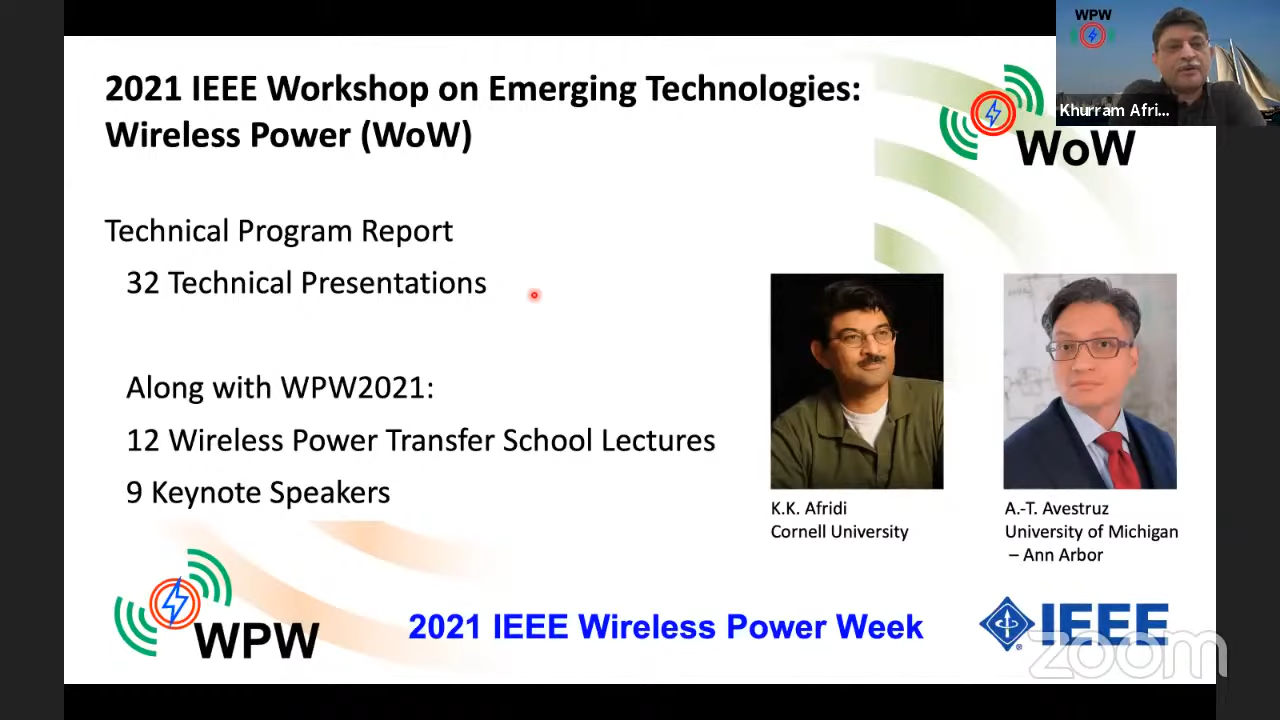 2021 IEEE Workshop on Emerging Technologies:
Wireless Power (WoW)
WoW
WPW
Khurram Afri...
Technical Program Report
32 Technical Presentations
Along with WPW2021:
12 Wireless Power Transfer School Lectures
9 Keynote Speakers
K.K. Afridi
Cornell University
A.-T. Avestruz
University of Michigan
– Ann Arbor
WPW
2021 IEEE Wireless Power Week
IEEE
zoom